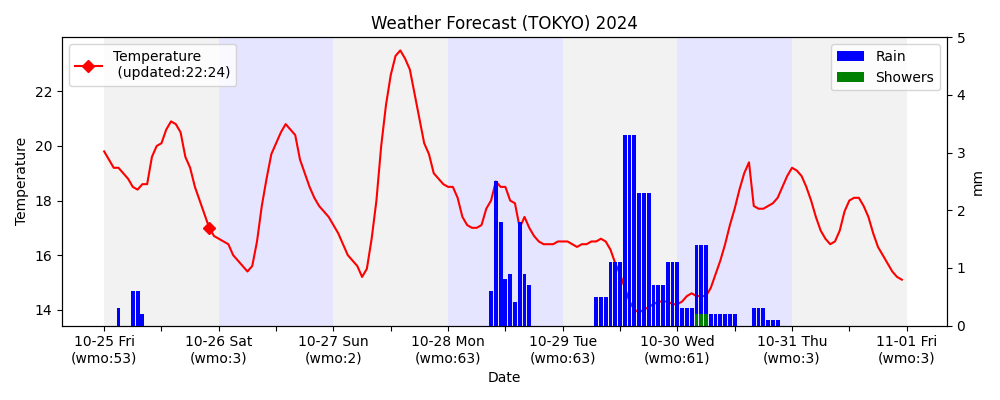 Weather Forecast (TOKYO) 2024
Temperature
(updated:22:24)
Rain
Showers
Temperature
22
20
18
16
14
5
4
3
2
1
0
mm
10-25 Fri
(wmo:53)
10-26 Sat
(wmo:3)
10-27 Sun
(wmo:2)
10-28 Mon
(wmo:63)
10-29 Tue
(wmo:63)
10-30 Wed
(wmo:61)
10-31 Thu
(wmo:3)
11-01 Fri
(wmo:3)
Date